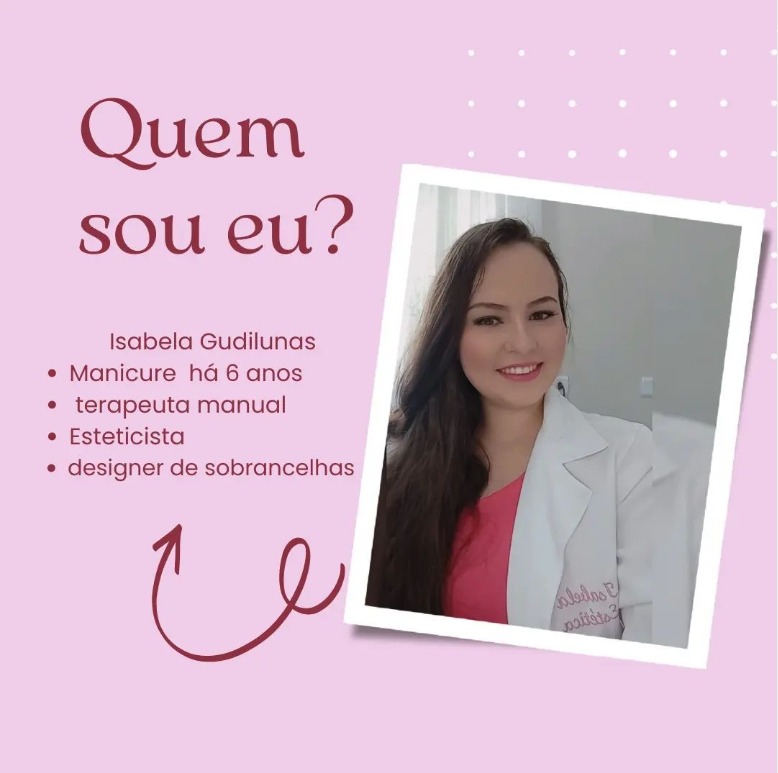 Quem
sou eu?
Isabela Gudilunas
• Manicure há 6 anos
• terapeuta manual
• Esteticista
• designer de sobrancelhas
Isabela
Estética